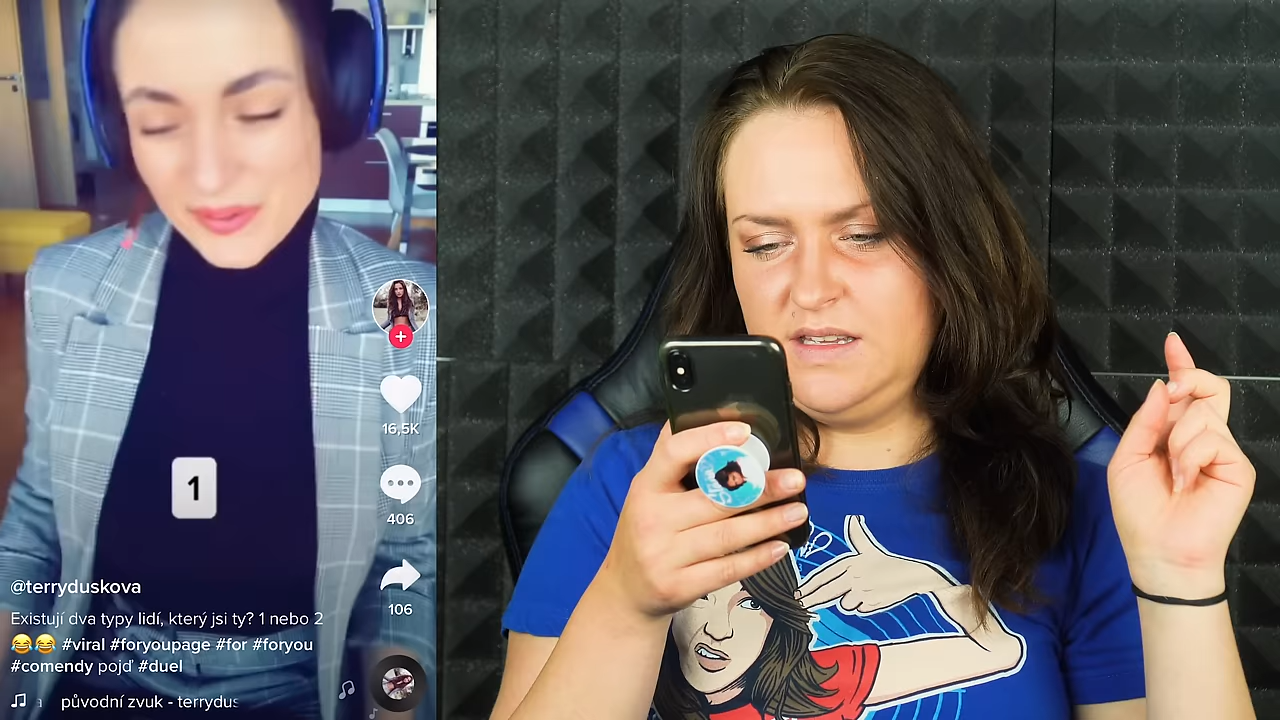 1
16,5K
406
106
@terryduskova
Existují dva typy lidí, který jsi ty? 1 nebo 2
😂😂 #viral #foryoupage #for #foryou
#comendy pojď #duel
původní zvuk - terrydus